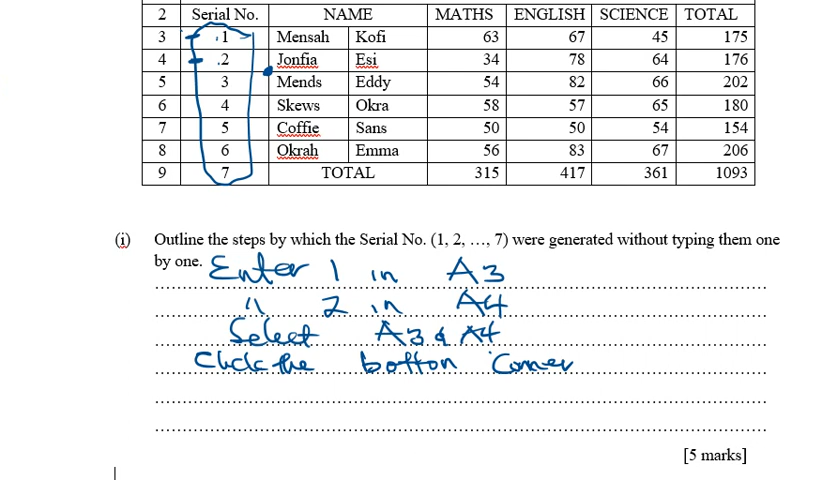 2 Serial No. NAME MATHS ENGLISH SCIENCE TOTAL
3 1 Mensah Kofi 63 67 45 175
4 2 Jonfia Esi 34 78 64 176
5 3 Mends Eddy 54 82 66 202
6 4 Skews Okra 58 57 65 180
7 5 Coffie Sans 50 50 54 154
8 6 Okrah Emma 56 83 67 206
9 7 TOTAL 315 417 361 1093
(i) Outline the steps by which the Serial No. (1, 2, …, 7) were generated without typing them one
by one. Enter 1 in A3
" 2 in A4
Select A3 & A4
Click the bottom corner
[5 marks]